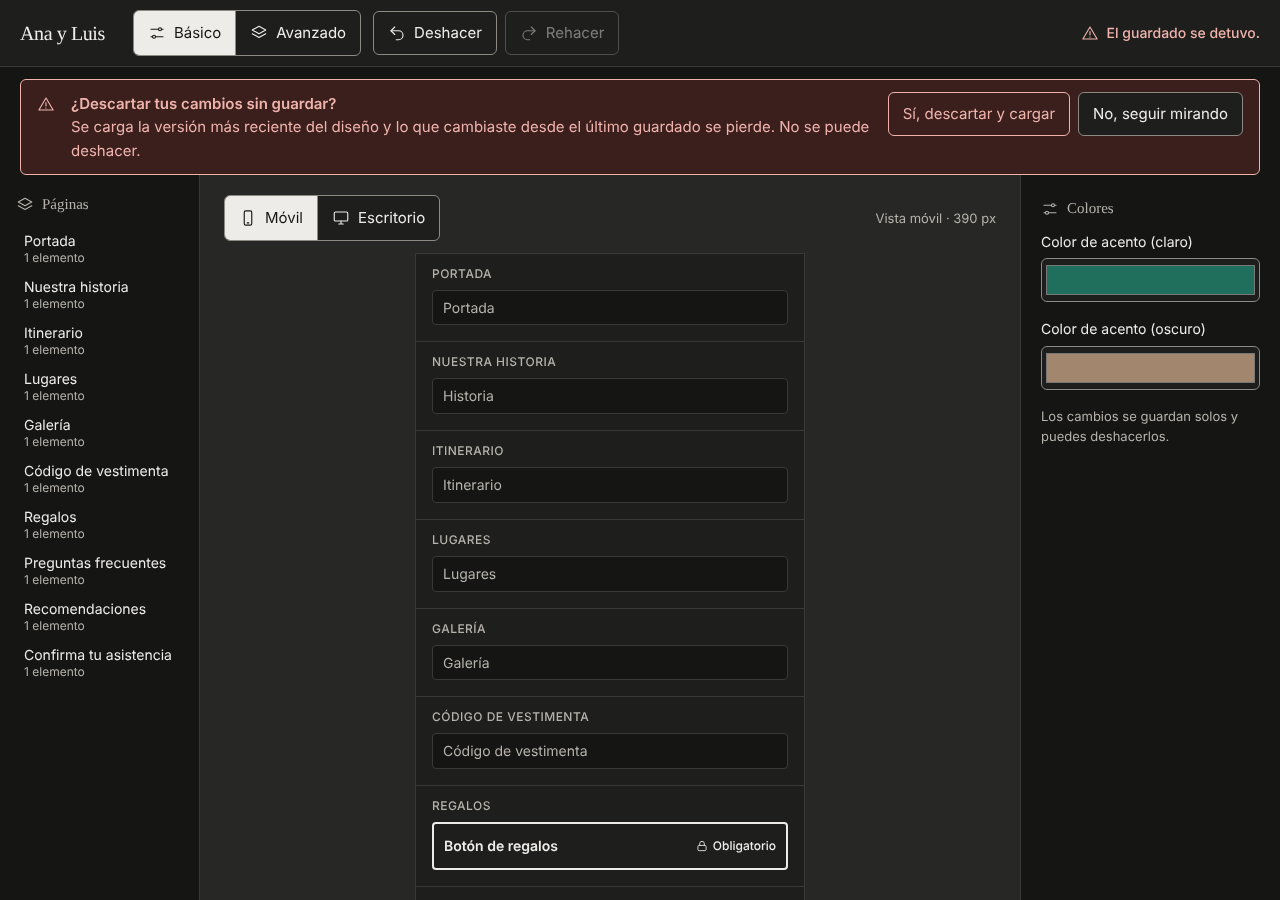 Ana y Luis
Básico
Avanzado
Deshacer
Rehacer
El guardado se detuvo.
¿Descartar tus cambios sin guardar?
Se carga la versión más reciente del diseño y lo que cambiaste desde el último guardado se pierde. No se puede
deshacer.
Sí, descartar y cargar
No, seguir mirando
Páginas
Portada
1 elemento
Nuestra historia
1 elemento
Itinerario
1 elemento
Lugares
1 elemento
Galería
1 elemento
Código de vestimenta
1 elemento
Regalos
1 elemento
Preguntas frecuentes
1 elemento
Recomendaciones
1 elemento
Confirma tu asistencia
1 elemento
Móvil
Escritorio
Vista móvil · 390 px
PORTADA
Portada
NUESTRA HISTORIA
Historia
ITINERARIO
Itinerario
LUGARES
Lugares
GALERÍA
Galería
CÓDIGO DE VESTIMENTA
Código de vestimenta
REGALOS
Botón de regalos
Obligatorio
Colores
Color de acento (claro)
Color de acento (oscuro)
Los cambios se guardan solos y
puedes deshacerlos.